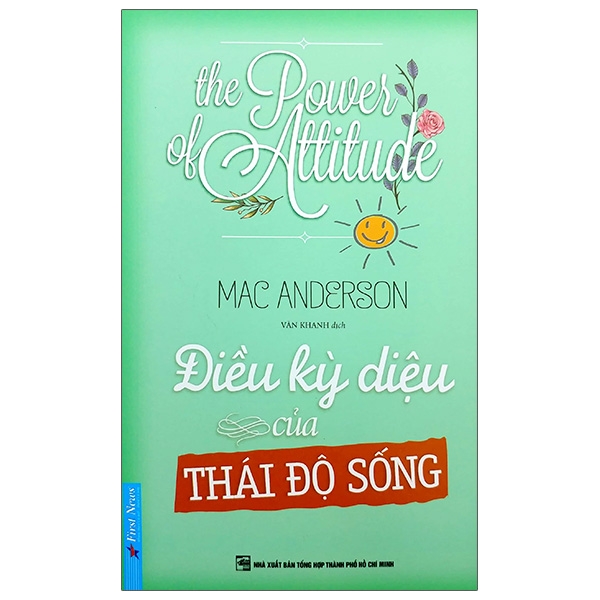 the Power
of Attitude
MAC ANDERSON
VÂN KHANH dịch
Điều kỳ diệu
của
THÁI ĐỘ SỐNG
First News
NHÀ XUẤT BẢN TỔNG HỢP THÀNH PHỐ HỒ CHÍ MINH